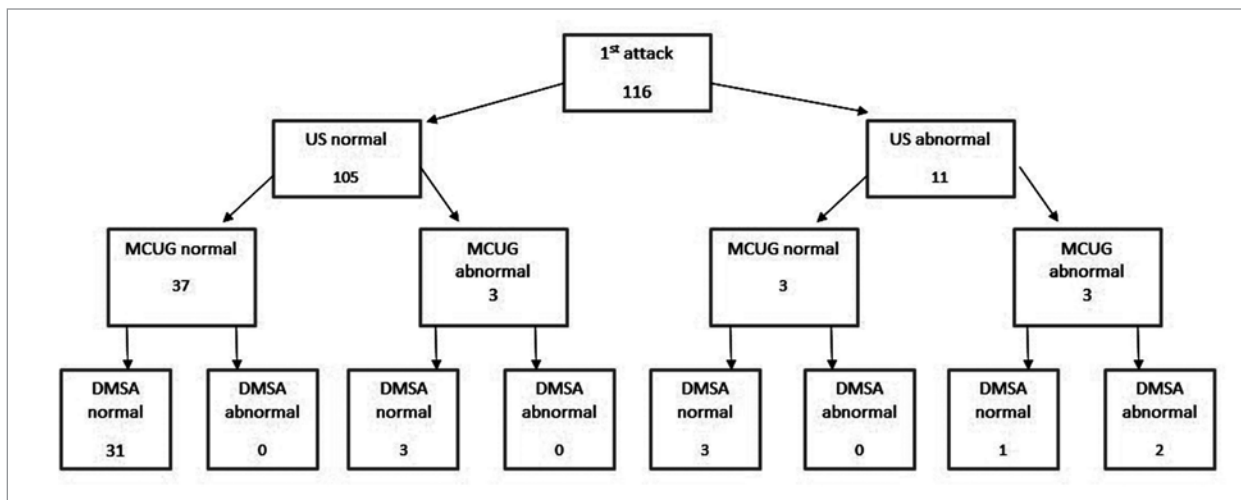 1st attack
116
US normal
105
US abnormal
11
MCUG normal
37
MCUG
abnormal
3
MCUG normal
3
MCUG
abnormal
3
DMSA
normal
31
DMSA
abnormal
0
DMSA
normal
3
DMSA
abnormal
0
DMSA
normal
3
DMSA
abnormal
0
DMSA
normal
1
DMSA
abnormal
2